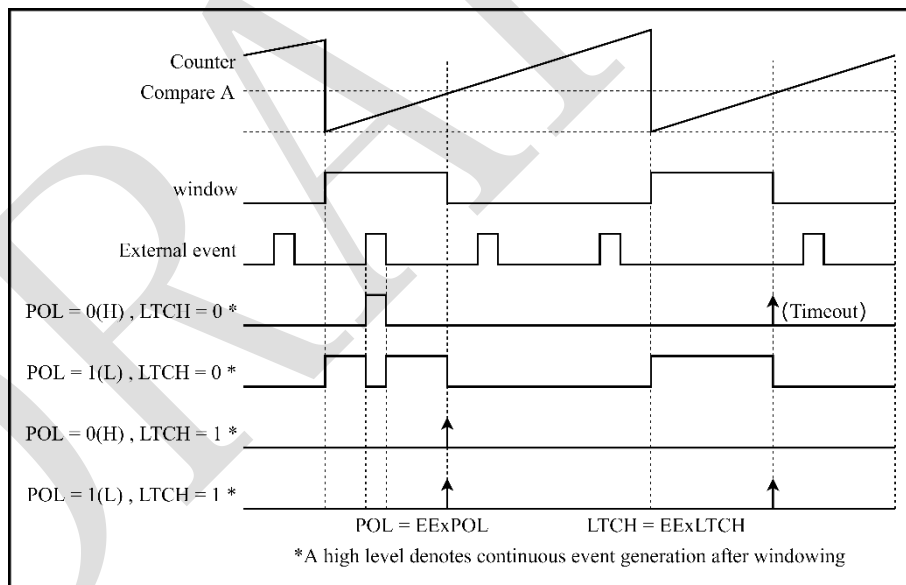 Counter
Compare A
window
External event
POL = 0(H) , LTCH = 0 *
(Timeout)
POL = 1(L) , LTCH = 0 *
POL = 0(H) , LTCH = 1 *
POL = 1(L) , LTCH = 1 *
POL = EExPOL LTCH = EExLTCH
*A high level denotes continuous event generation after windowing